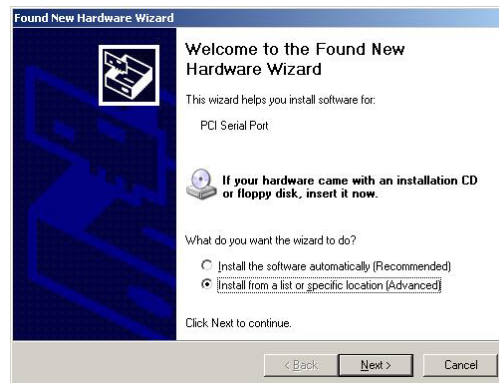 Found New Hardware Wizard
Welcome to the Found New
Hardware Wizard
This wizard helps you install software for:
PCI Serial Port
If your hardware came with an installation CD
or floppy disk, insert it now.
What do you want the wizard to do?
Install the software automatically (Recommended)
Install from a list or specific location (Advanced)
Click Next to continue.
< Back
Next >
Cancel